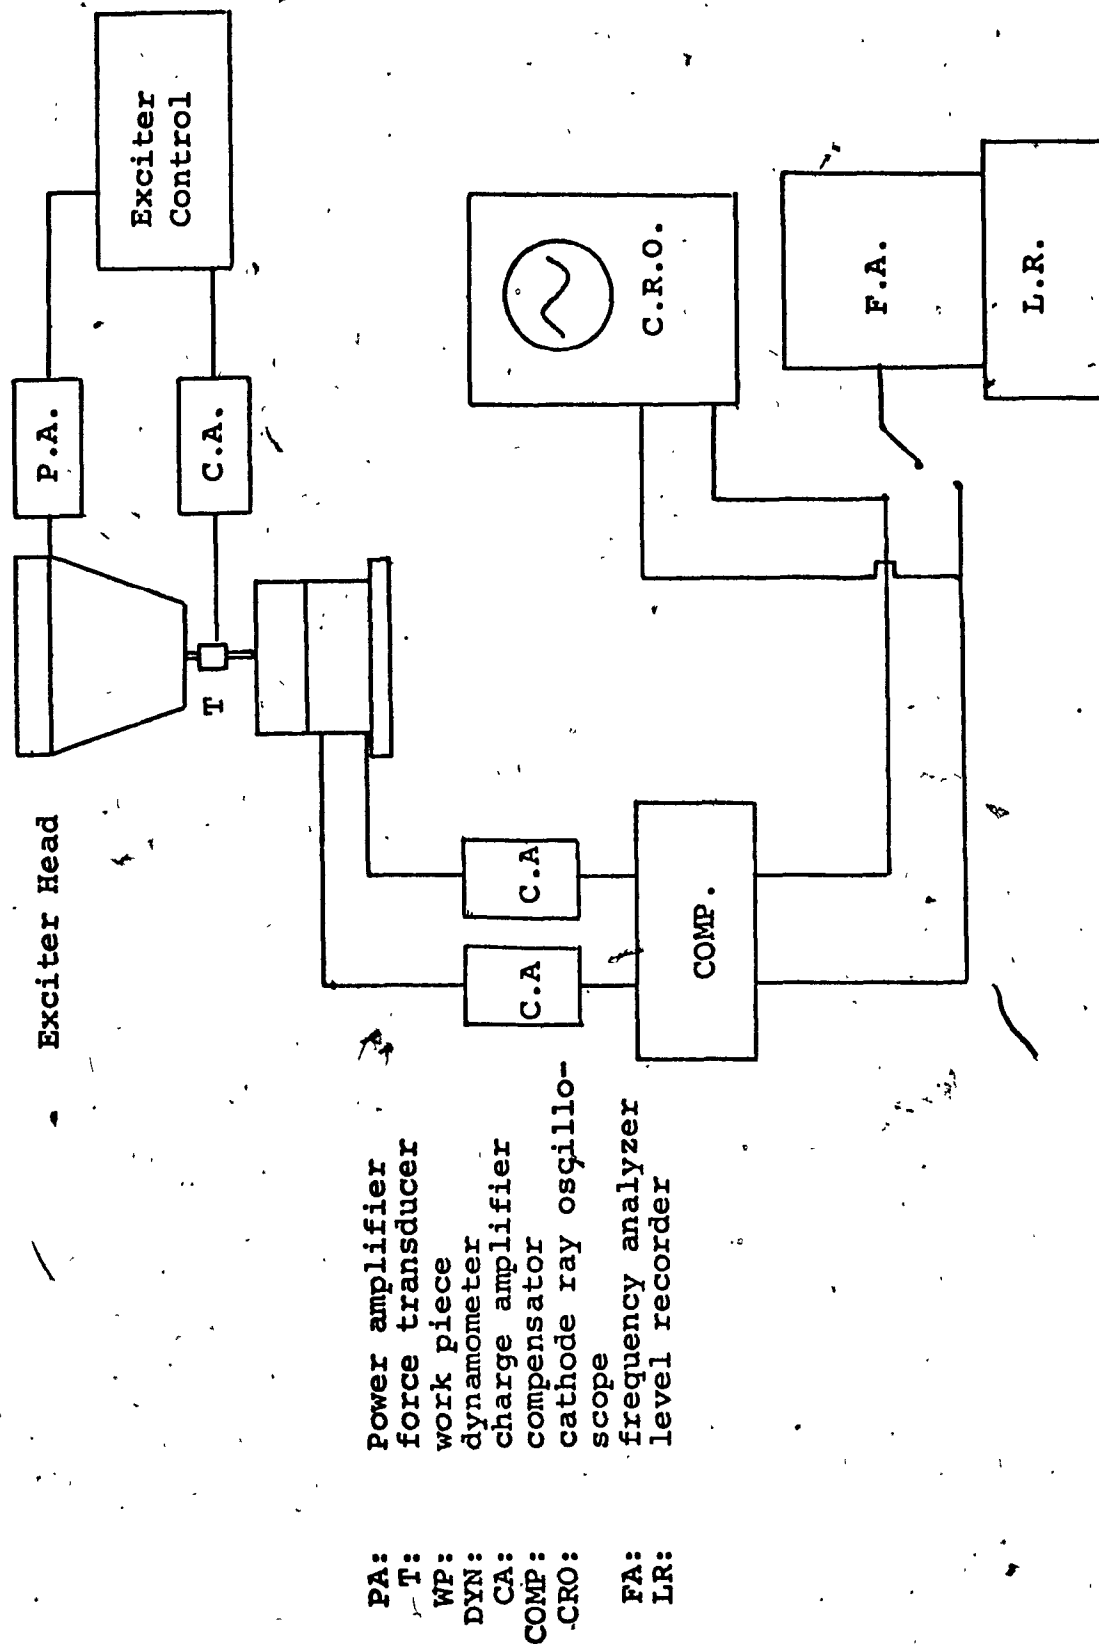 Exciter Head
T
P.A.
C.A.
Exciter
Control
C.A
C.A
COMP.
C.R.O.
F.A.
L.R.
PA: Power amplifier
T: force transducer
WP: work piece
DYN: dynamometer
CA: charge amplifier
COMP: compensator
CRO: cathode ray oscillo-
scope
FA: frequency analyzer
LR: level recorder